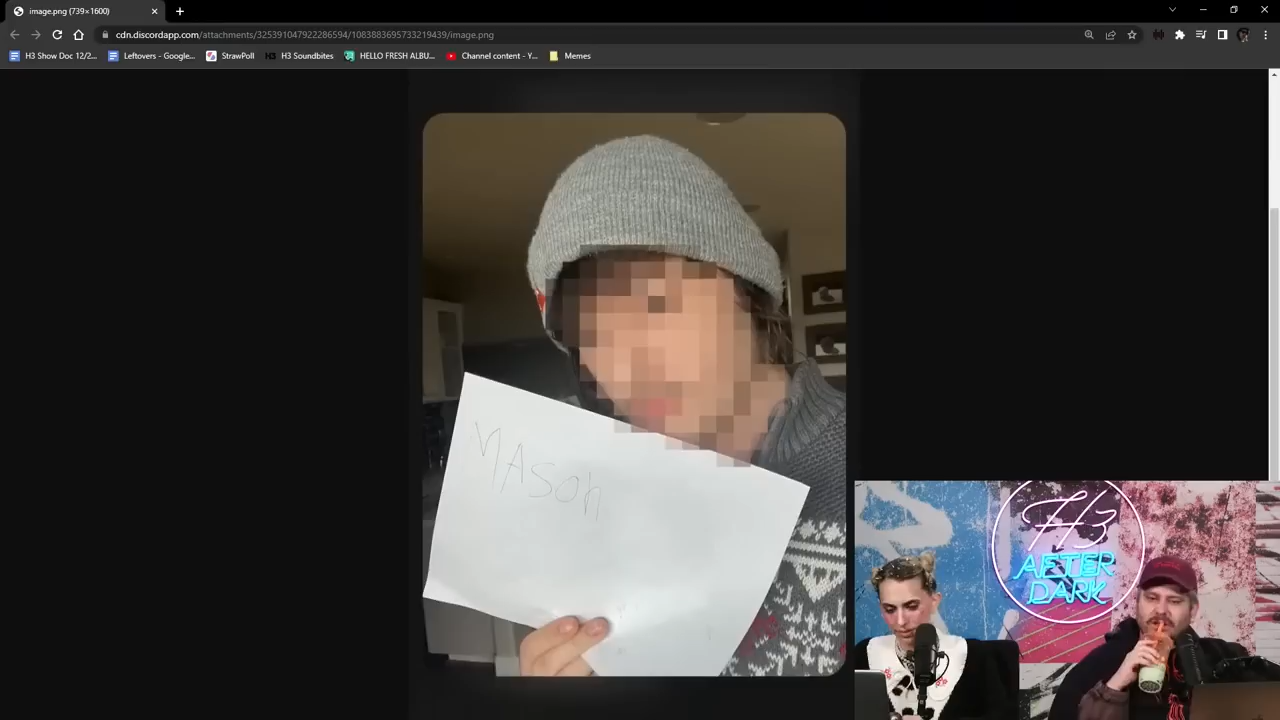 image.png (739×1600)
cdn.discordapp.com/attachments/325391047922286594/1083883695733219439/image.png
H3 Show Doc 12/2...
Leftovers - Google...
StrawPoll
H3 Soundbites
HELLO FRESH ALBU...
Channel content - Y...
Memes
MASON
H3
AFTER
DARK